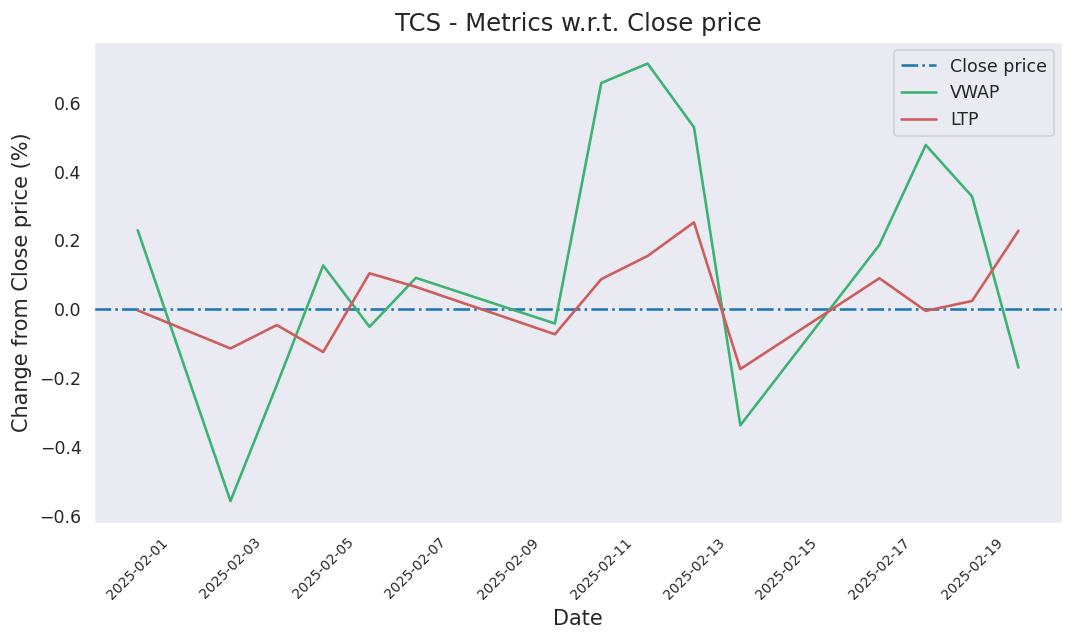 TCS - Metrics w.r.t. Close price
Close price
VWAP
LTP
Change from Close price (%)
0.6
0.4
0.2
0.0
−0.2
−0.4
−0.6
2025-02-01
2025-02-03
2025-02-05
2025-02-07
2025-02-09
2025-02-11
2025-02-13
2025-02-15
2025-02-17
2025-02-19
Date